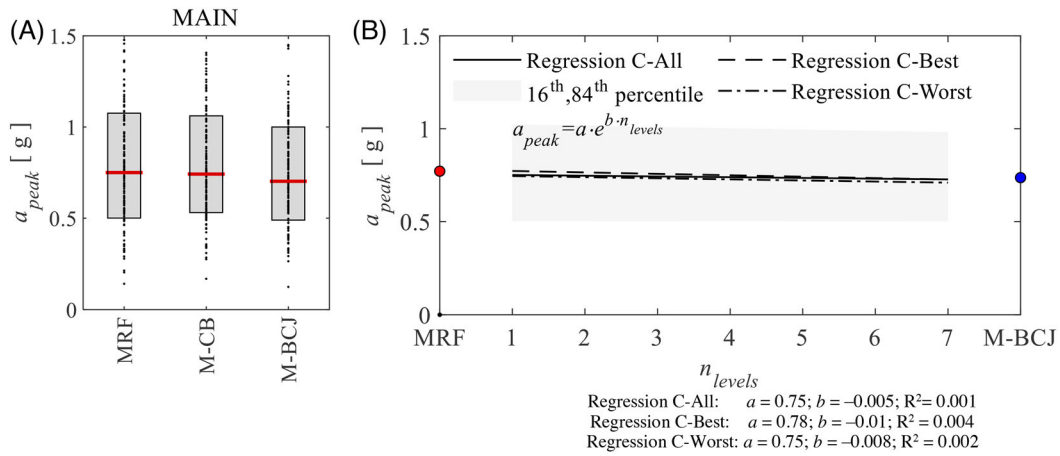 (A)
MAIN
a_peak [ g ]
1.5
1
0.5
0
MRF
M-CB
M-BCJ
(B)
a_peak [ g ]
1.5
1
0.5
0
Regression C-All
Regression C-Best
16th,84th percentile
Regression C-Worst
a_peak=a·e^b·n_levels
MRF 1 2 3 4 5 6 7 M-BCJ
n_levels
Regression C-All: a = 0.75; b = –0.005; R²= 0.001
Regression C-Best: a = 0.78; b = –0.01; R² = 0.004
Regression C-Worst: a = 0.75; b = –0.008; R² = 0.002